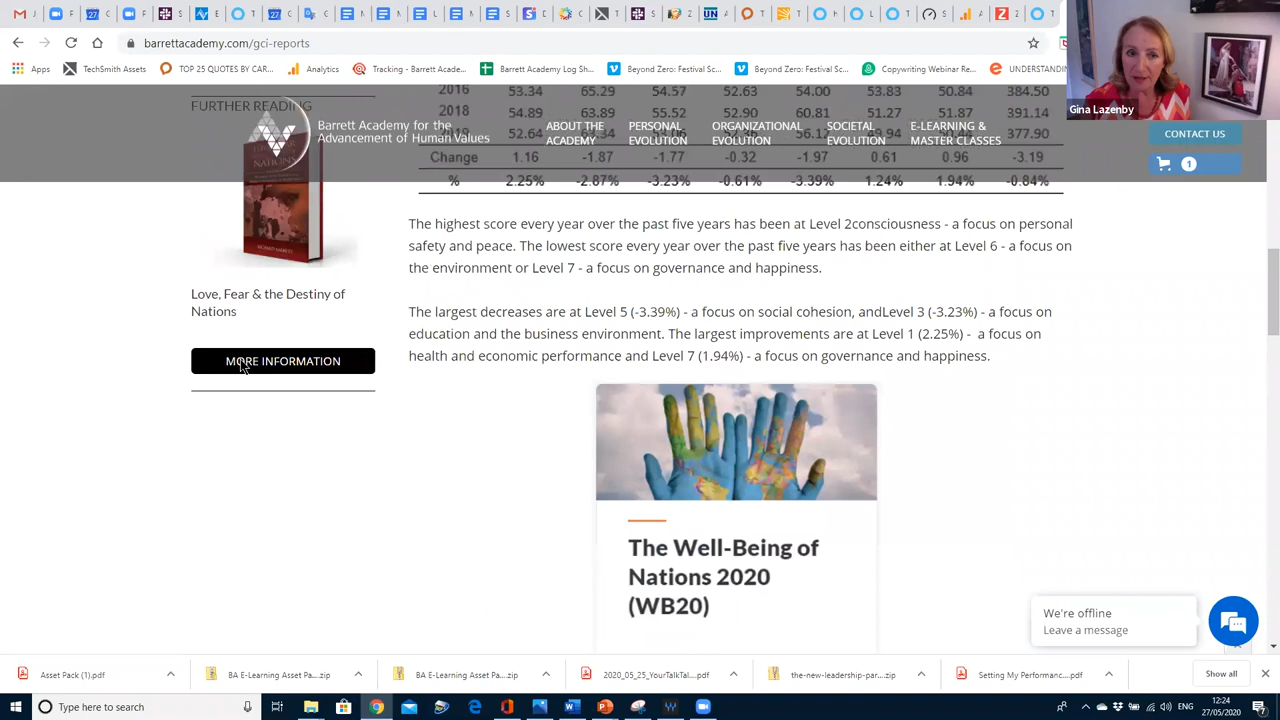 barrettacademy.com/gci-reports
Apps
TechSmith Assets
TOP 25 QUOTES BY CAR...
Analytics
Tracking - Barrett Acade...
Barrett Academy Log Sh...
Beyond Zero: Festival Sc...
Beyond Zero: Festival Sc...
Copywriting Webinar Re...
UNDERSTANDIN
Gina Lazenby
2016 53.34 65.29 54.57 52.63 54.00 53.83 50.84 384.50
2018 54.89 63.89 55.52 52.90 60.81 51.27 51.87 391.14
52.64 56.12 377.90
Change 1.16 -1.87 -1.77 -0.32 -1.97 0.61 0.96 -3.19
% 2.25% -2.87% -3.23% -0.61% -3.39% 1.24% 1.94% -0.84%
FURTHER READING
Barrett Academy for the
Advancement of Human Values
ABOUT THE
ACADEMY
PERSONAL
EVOLUTION
ORGANIZATIONAL
EVOLUTION
SOCIETAL
EVOLUTION
E-LEARNING &
MASTER CLASSES
CONTACT US
1
NATIONS
RICHARD BARRETT
Love, Fear & the Destiny of
Nations
MORE INFORMATION
The highest score every year over the past five years has been at Level 2consciousness - a focus on personal
safety and peace. The lowest score every year over the past five years has been either at Level 6 - a focus on
the environment or Level 7 - a focus on governance and happiness.
The largest decreases are at Level 5 (-3.39%) - a focus on social cohesion, andLevel 3 (-3.23%) - a focus on
education and the business environment. The largest improvements are at Level 1 (2.25%) - a focus on
health and economic performance and Level 7 (1.94%) - a focus on governance and happiness.
The Well-Being of
Nations 2020
(WB20)
We're offline
Leave a message
Asset Pack (1).pdf
BA E-Learning Asset Pa....zip
BA E-Learning Asset Pa....zip
2020_05_25_YourTalkTal....pdf
the-new-leadership-par....zip
Setting My Performanc....pdf
Show all
Type here to search
12:24
27/05/2020